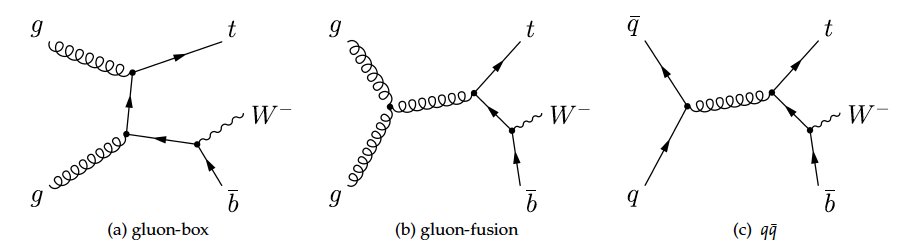 g t g t q̄ t
W⁻ W⁻ W⁻
g b̄ g b̄ q b̄
(a) gluon-box (b) gluon-fusion (c) qq̄